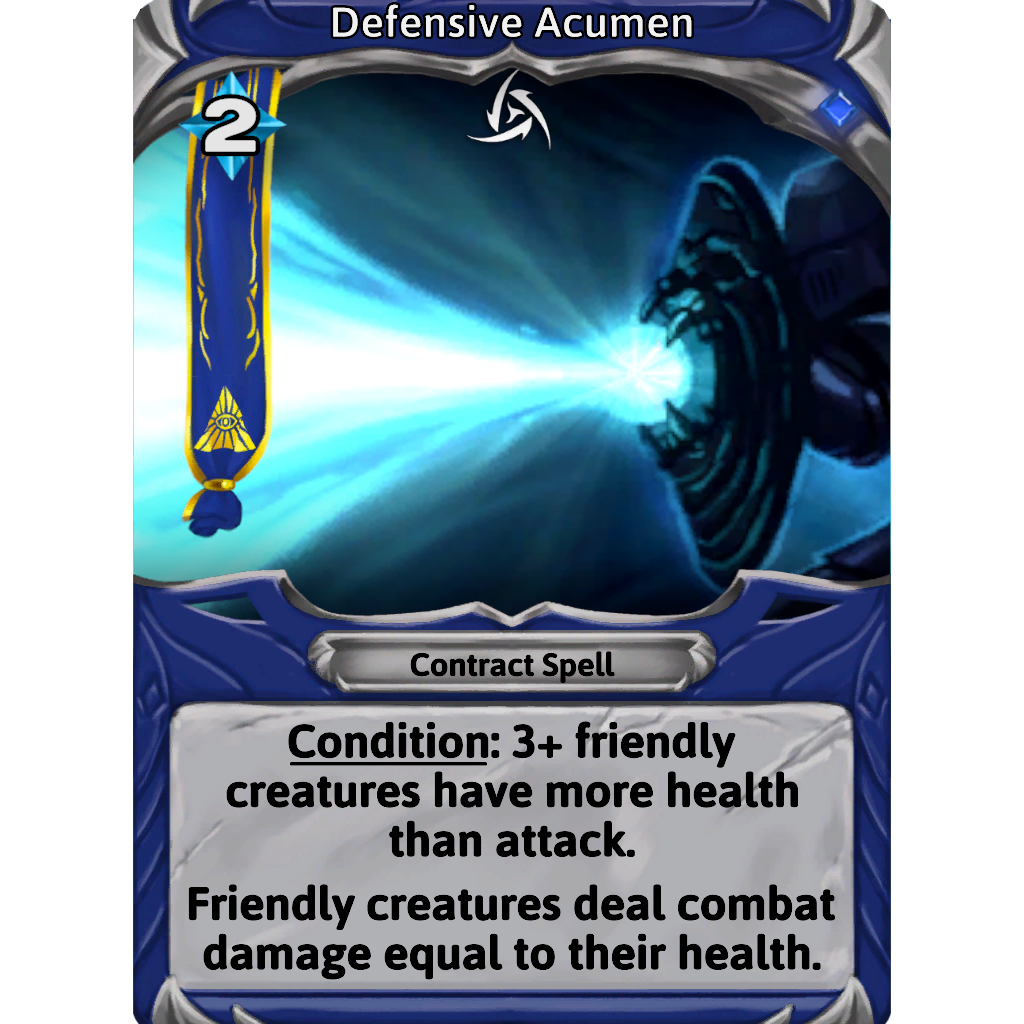 Defensive Acumen
2
Contract Spell
Condition: 3+ friendly
creatures have more health
than attack.
Friendly creatures deal combat
damage equal to their health.